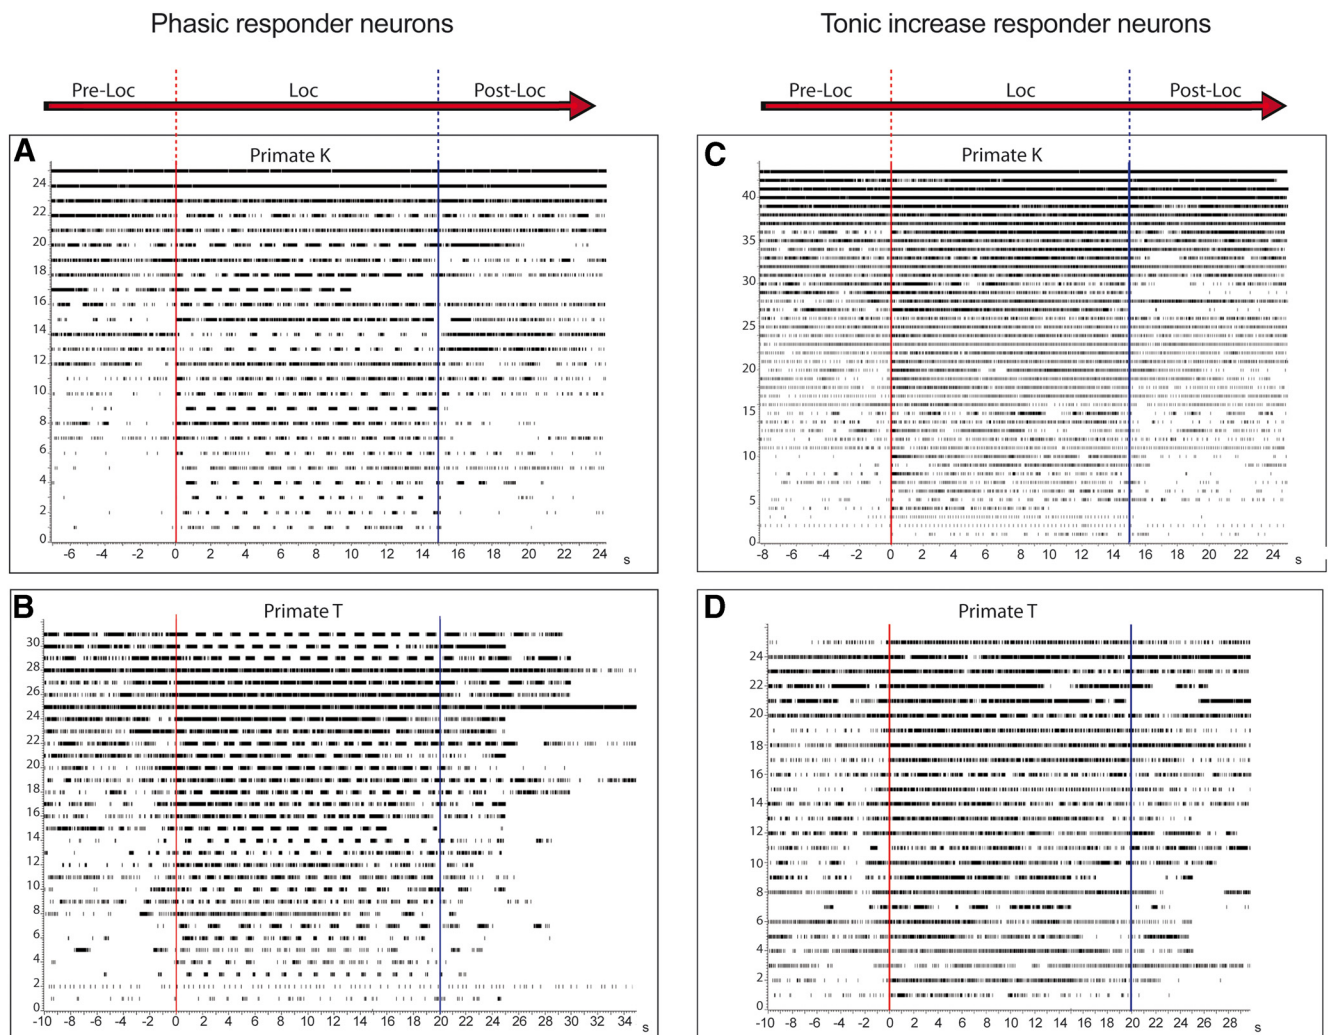 Phasic responder neurons
Tonic increase responder neurons
Pre-Loc Loc Post-Loc
Pre-Loc Loc Post-Loc
A
Primate K
24
22
20
18
16
14
12
10
8
6
4
2
0
-6 -4 -2 0 2 4 6 8 10 12 14 16 18 20 22 24
s
C
Primate K
40
35
30
25
20
15
10
5
0
-8 -6 -4 -2 0 2 4 6 8 10 12 14 16 18 20 22 24
s
B
Primate T
30
28
26
24
22
20
18
16
14
12
10
8
6
4
2
0
-10 -8 -6 -4 -2 0 2 4 6 8 10 12 14 16 18 20 22 24 26 28 30 32 34
s
D
Primate T
24
22
20
18
16
14
12
10
8
6
4
2
0
-10 -8 -6 -4 -2 0 2 4 6 8 10 12 14 16 18 20 22 24 26 28
s